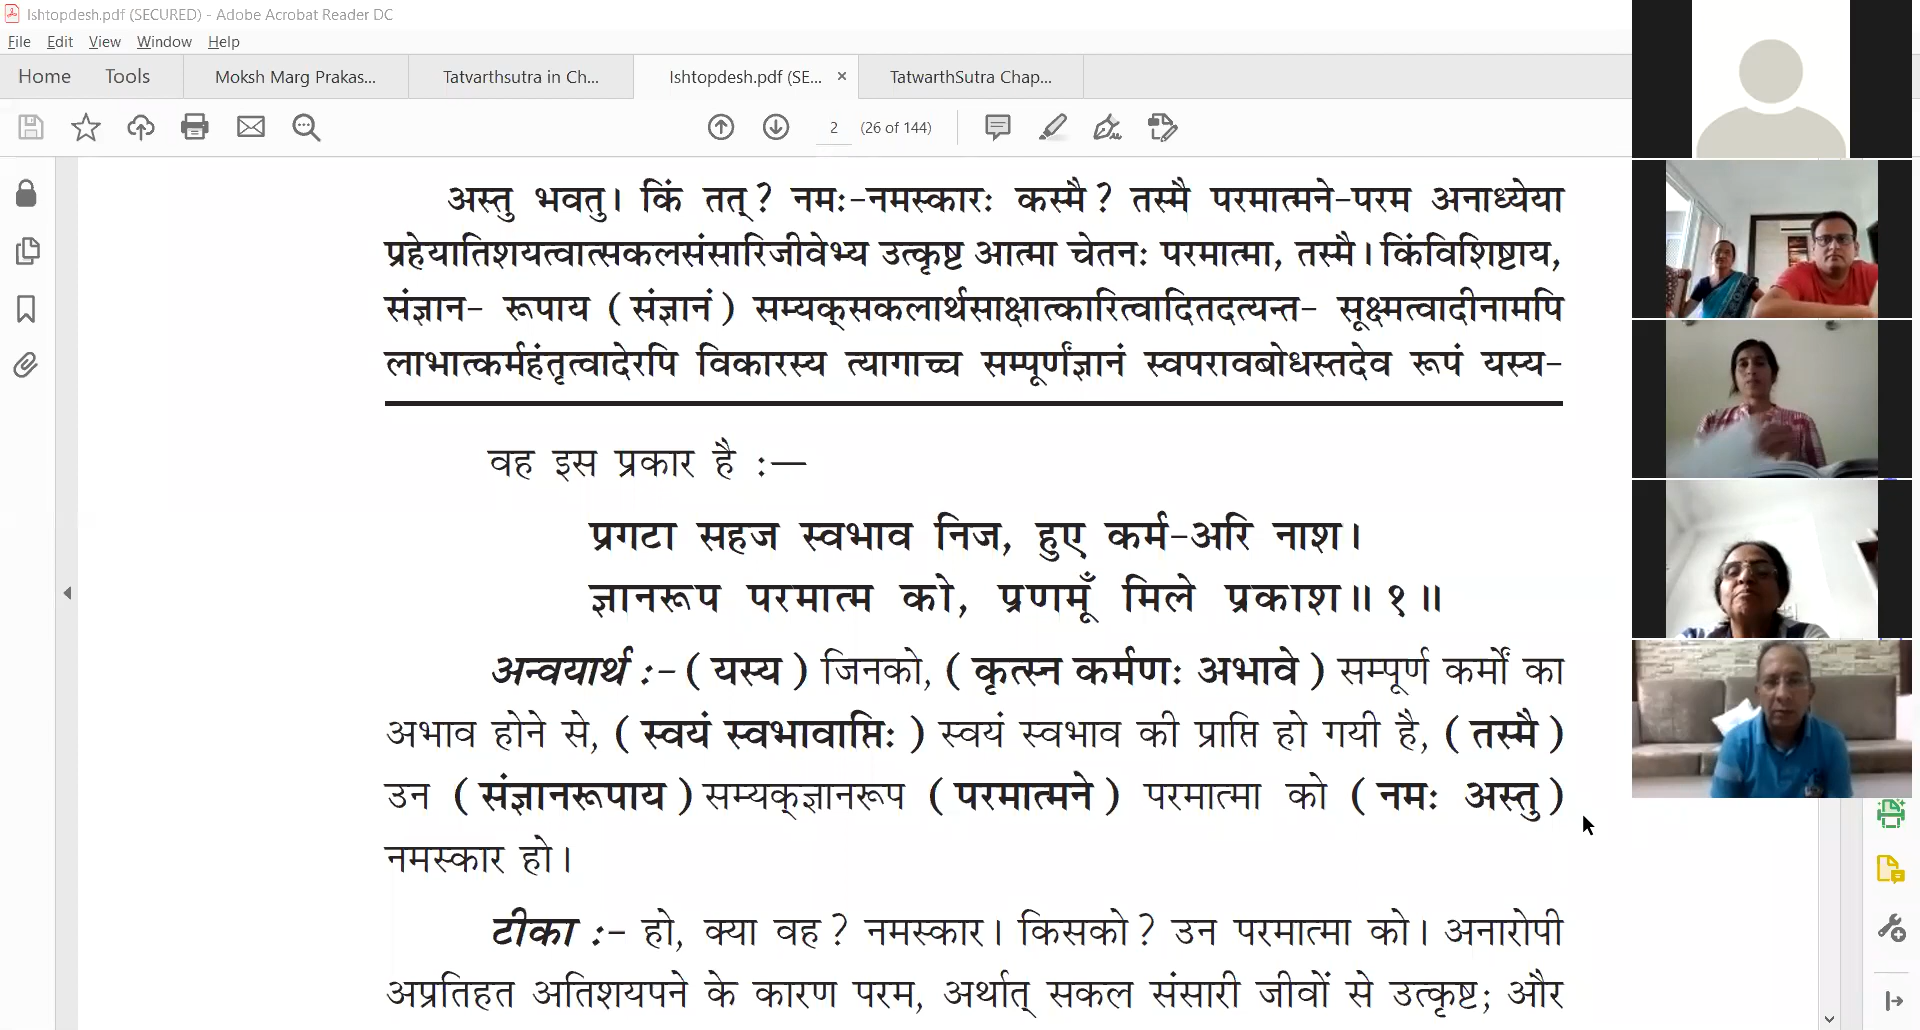 Ishtopdesh.pdf (SECURED) - Adobe Acrobat Reader DC
File Edit View Window Help
Home Tools Moksh Marg Prakas... Tatvarthsutra in Ch... Ishtopdesh.pdf (SE... × TatwarthSutra Chap...
2 (26 of 144)
अस्तु भवतु। किं तत्? नमः-नमस्कारः कस्मै? तस्मै परमात्मने-परम अनाध्येया
प्रहेयातिशयत्वात्सकलसंसारिजीवेभ्य उत्कृष्ट आत्मा चेतनः परमात्मा, तस्मै। किंविशिष्टाय,
संज्ञान- रूपाय (संज्ञानं) सम्यक्सकलार्थसाक्षात्कारित्वादितदत्यन्त- सूक्ष्मत्वादीनामपि
लाभात्कर्महंतृत्वादेरपि विकारस्य त्यागाच्च सम्पूर्णंज्ञानं स्वपरावबोधस्तदेव रूपं यस्य-
वह इस प्रकार है :—
प्रगटा सहज स्वभाव निज, हुए कर्म-अरि नाश।
ज्ञानरूप परमात्म को, प्रणमूँ मिले प्रकाश॥ १॥
अन्वयार्थ :- (यस्य) जिनको, (कृत्स्न कर्मणः अभावे) सम्पूर्ण कर्मों का
अभाव होने से, (स्वयं स्वभावाप्तिः) स्वयं स्वभाव की प्राप्ति हो गयी है, (तस्मै)
उन (संज्ञानरूपाय) सम्यक्ज्ञानरूप (परमात्मने) परमात्मा को (नमः अस्तु)
नमस्कार हो।
टीका :- हो, क्या वह? नमस्कार। किसको? उन परमात्मा को। अनारोपी
अप्रतिहत अतिशयपने के कारण परम, अर्थात् सकल संसारी जीवों से उत्कृष्ट; और